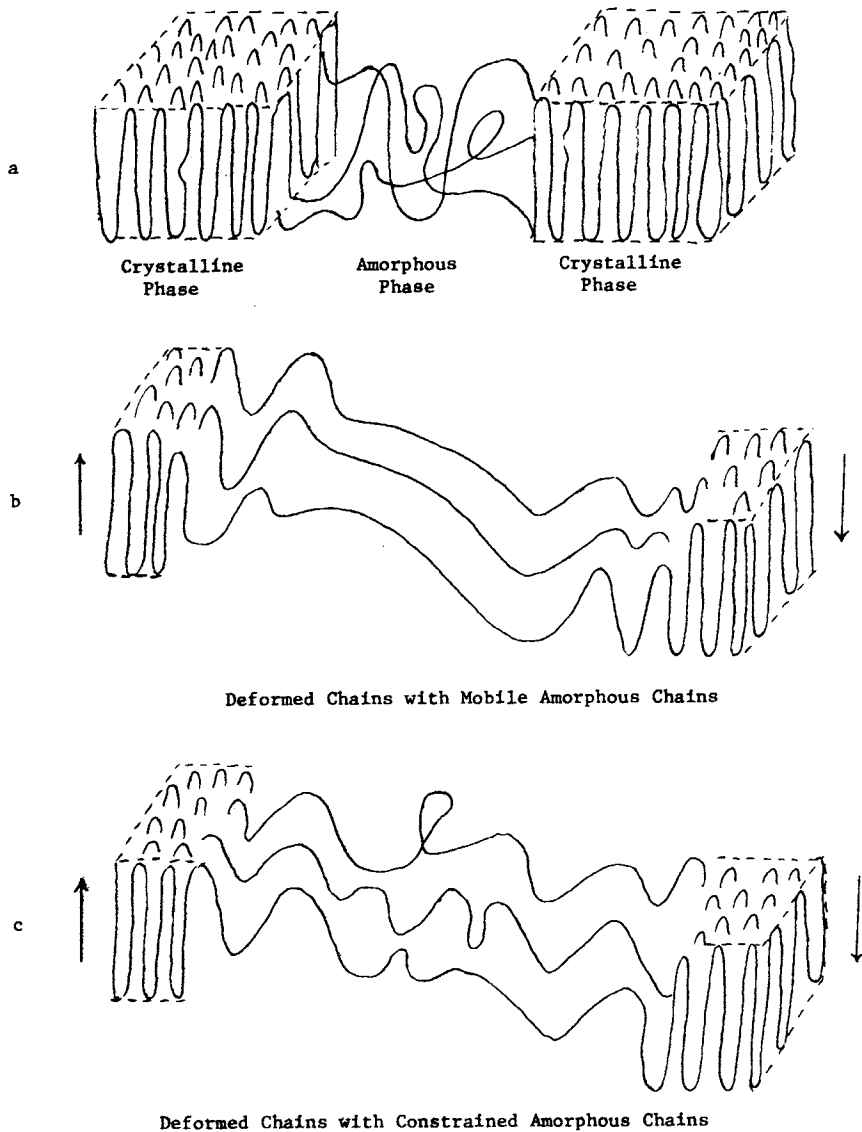 a
Crystalline
Phase
Amorphous
Phase
Crystalline
Phase
b
Deformed Chains with Mobile Amorphous Chains
c
Deformed Chains with Constrained Amorphous Chains